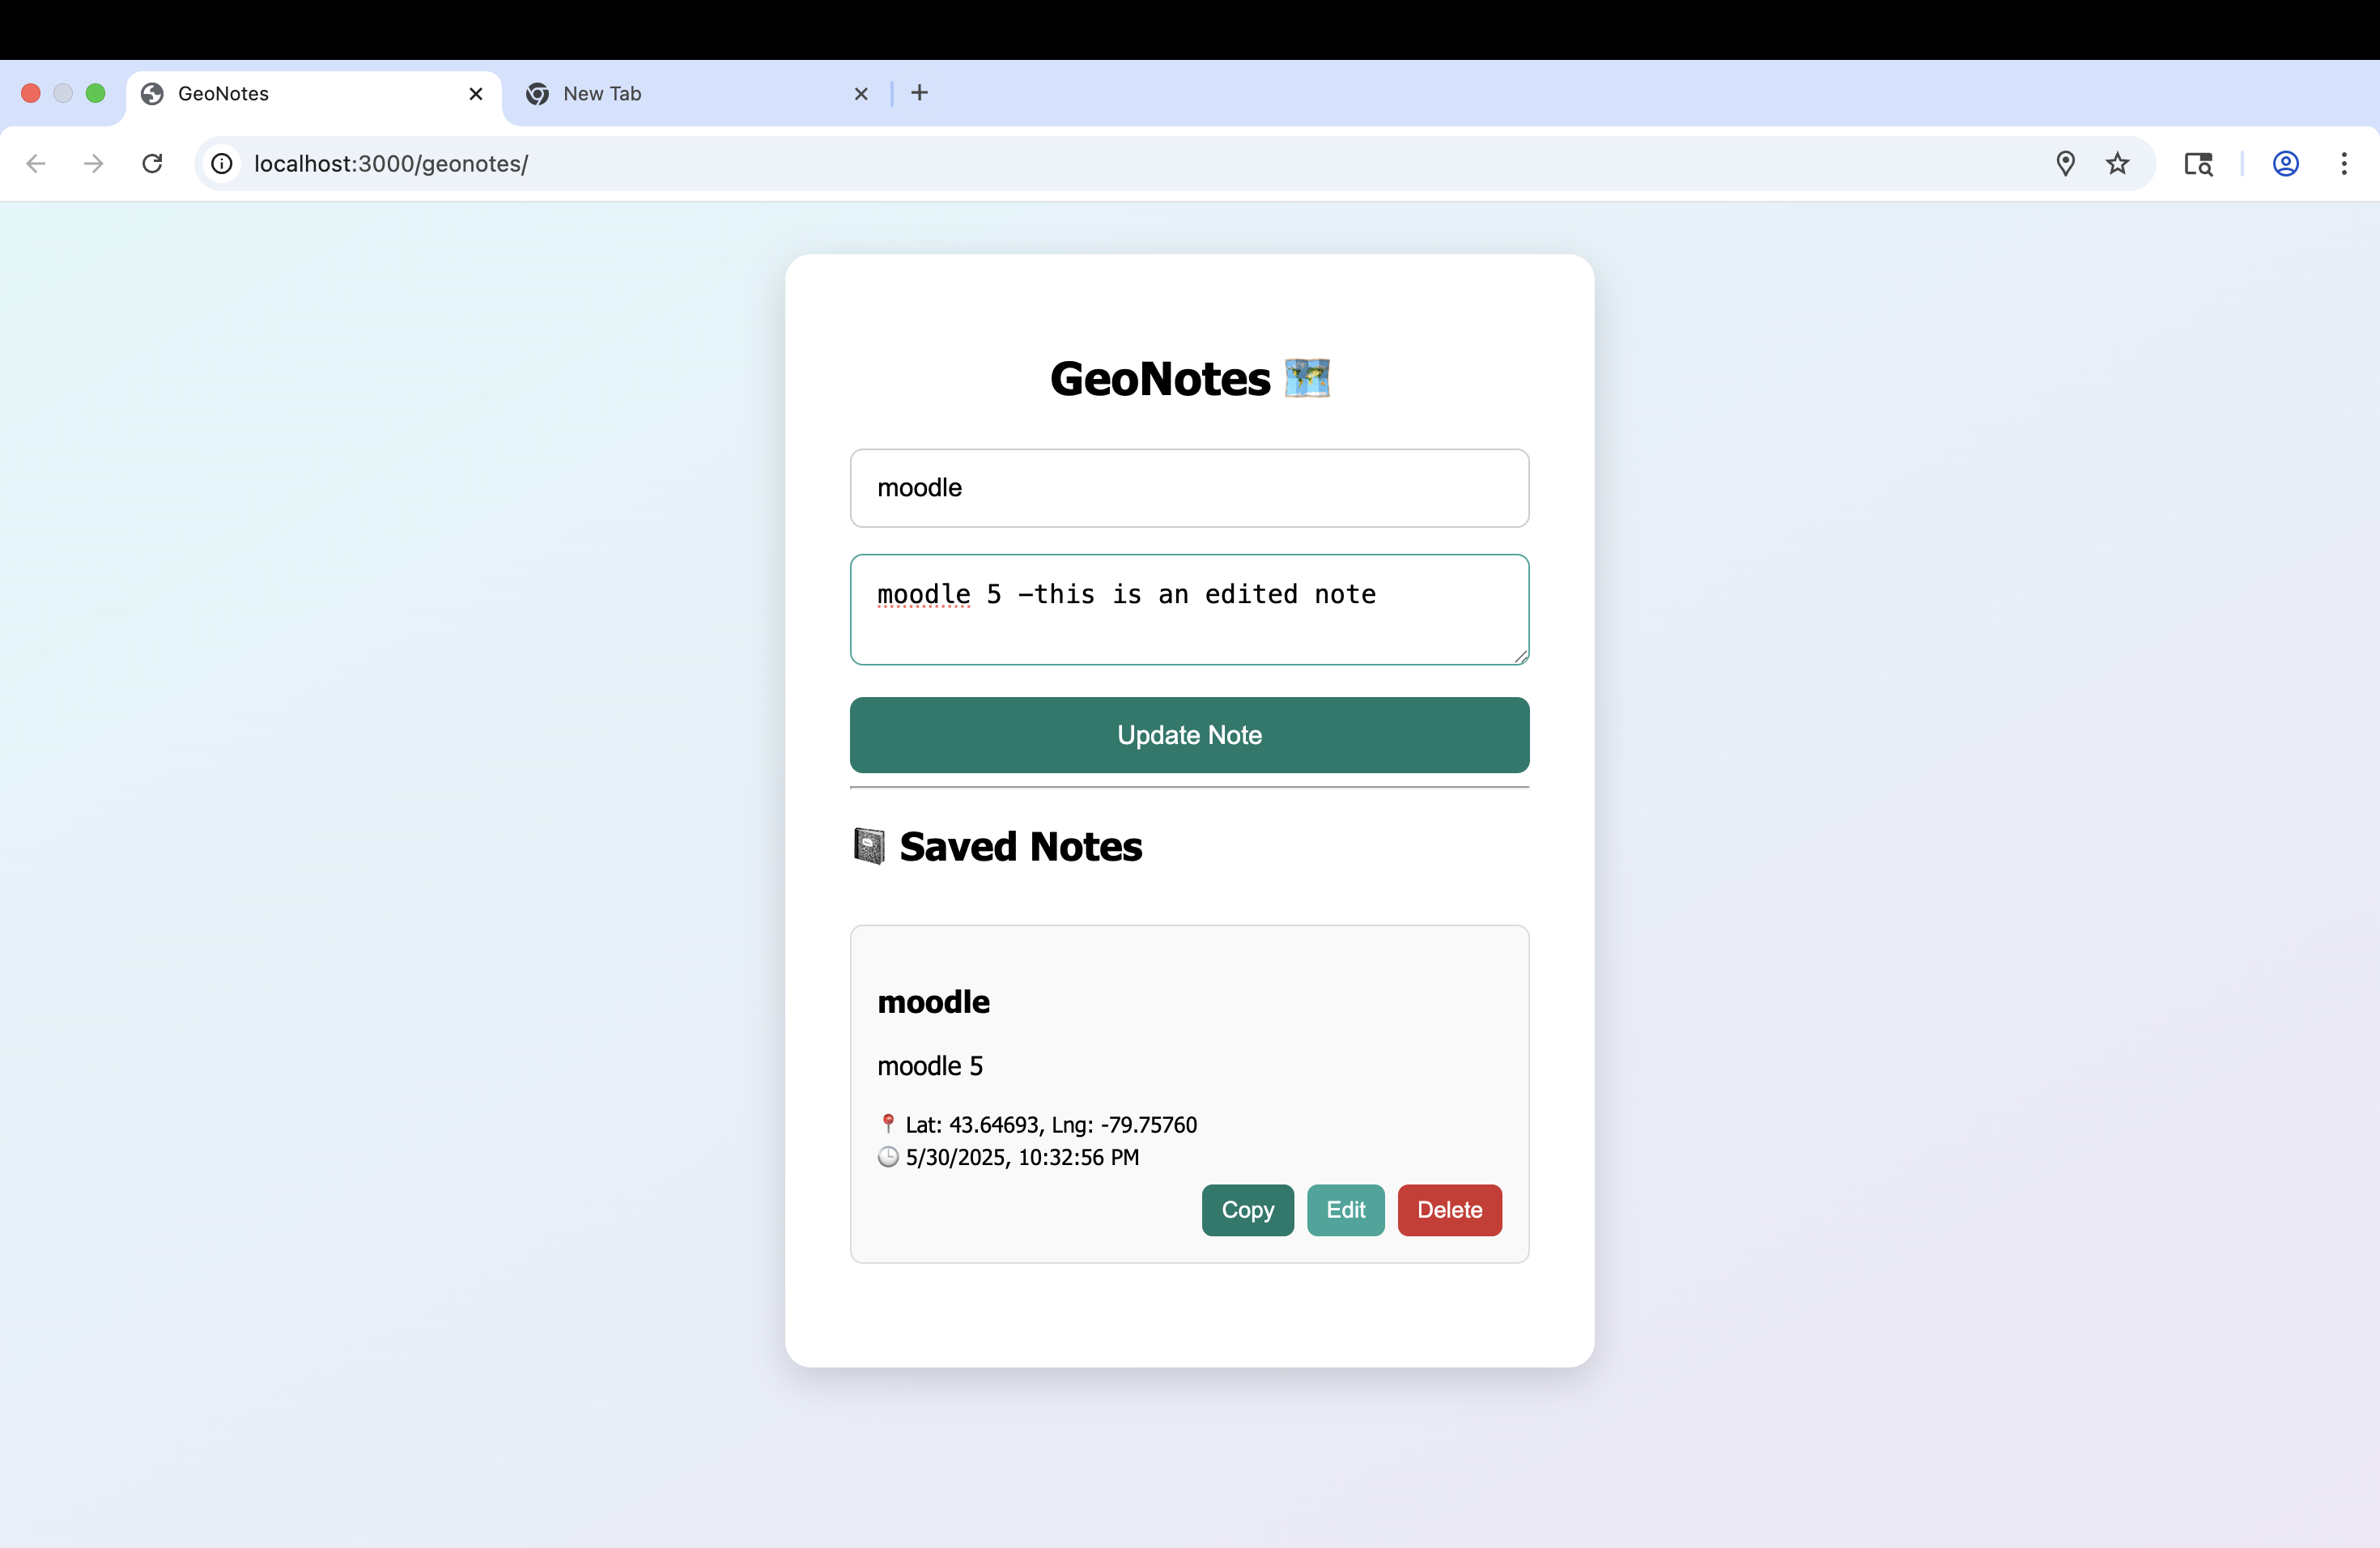 GeoNotes
New Tab
localhost:3000/geonotes/
GeoNotes 🗺️
moodle
moodle 5 –this is an edited note
Update Note
📓 Saved Notes
moodle
moodle 5
📍 Lat: 43.64693, Lng: -79.75760
🕒 5/30/2025, 10:32:56 PM
Copy Edit Delete